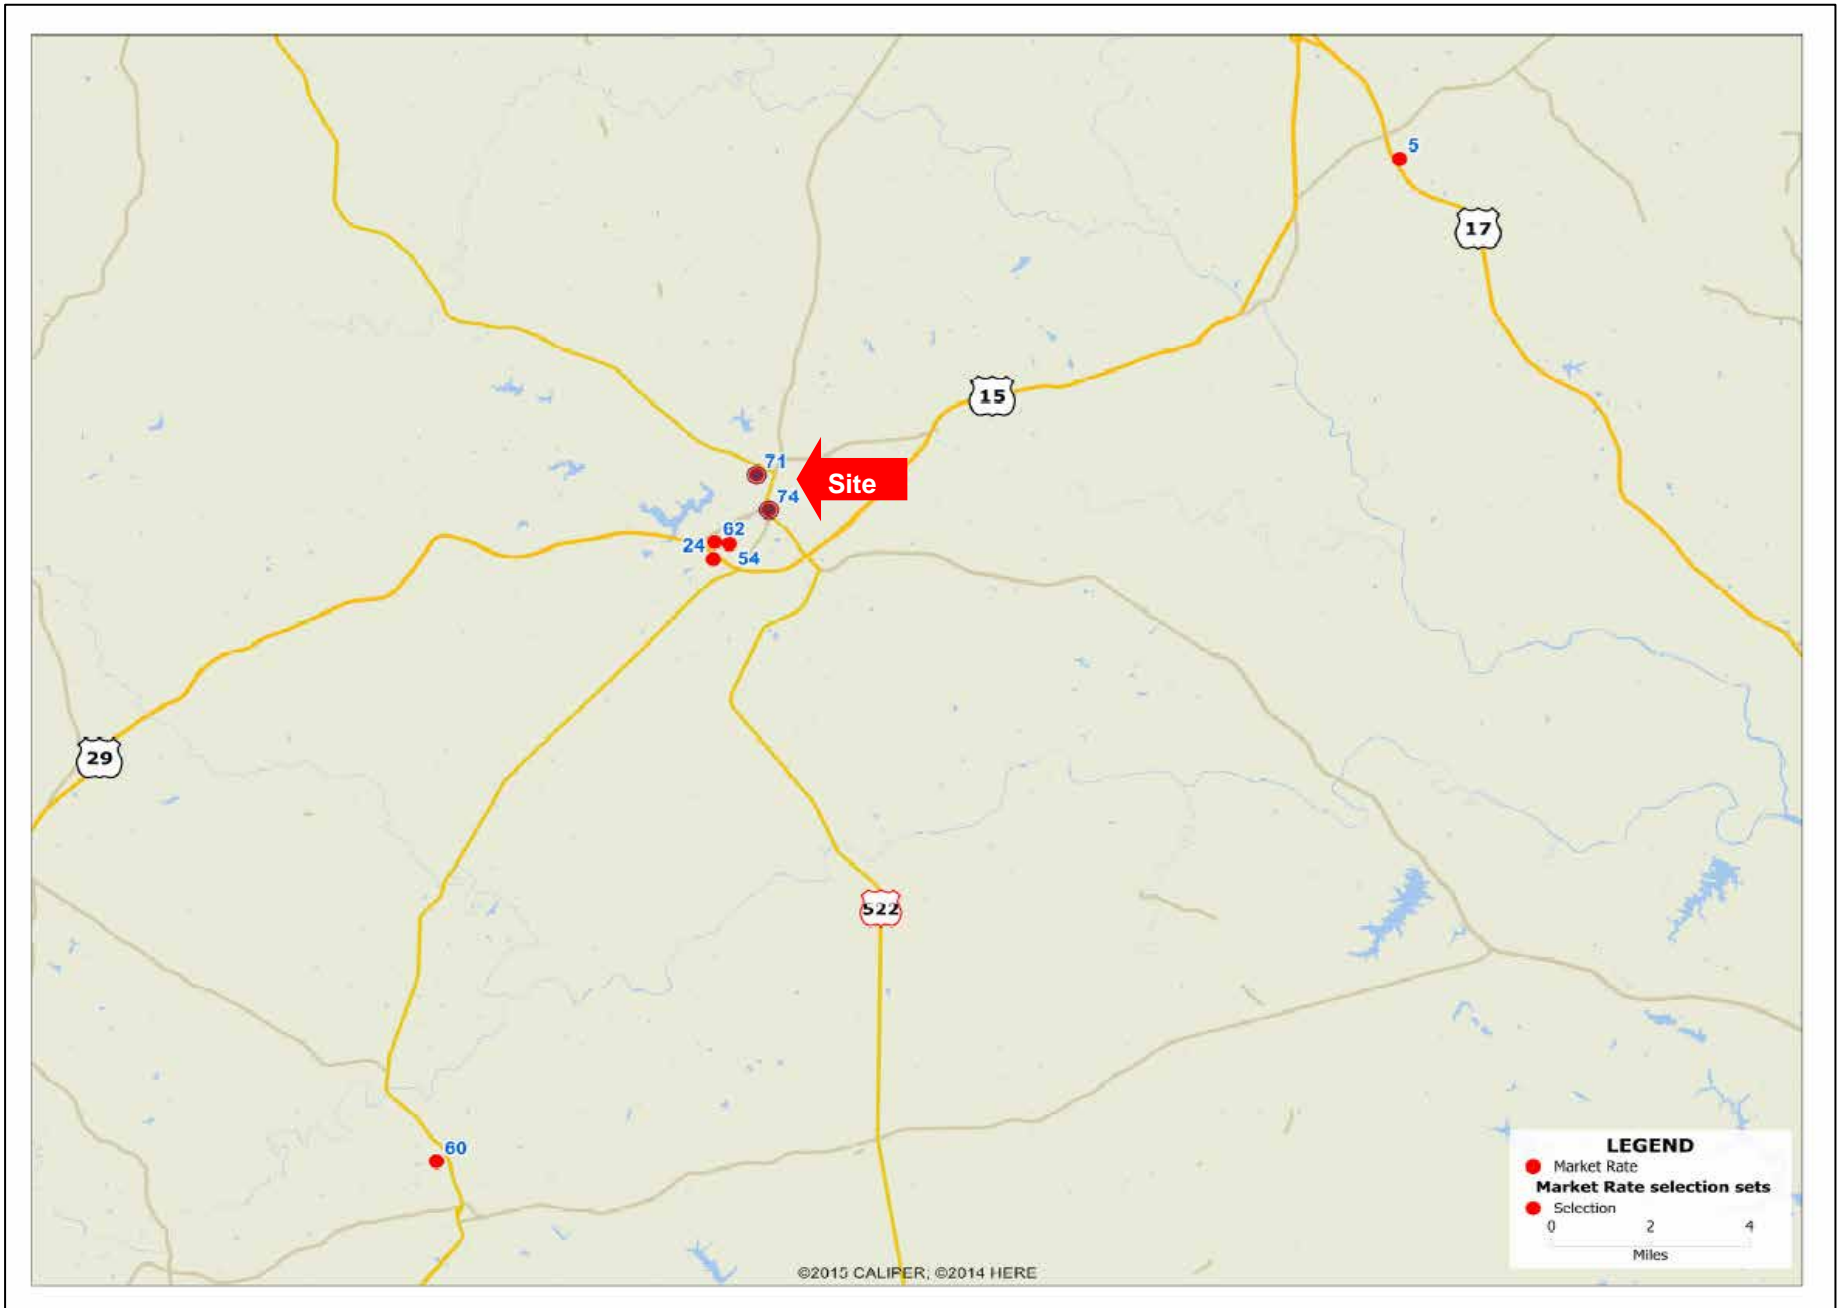 5
17
15
71
Site
74
62
24
54
29
522
60
LEGEND
Market Rate
Market Rate selection sets
Selection
0 2 4
Miles
©2015 CALIPER; ©2014 HERE